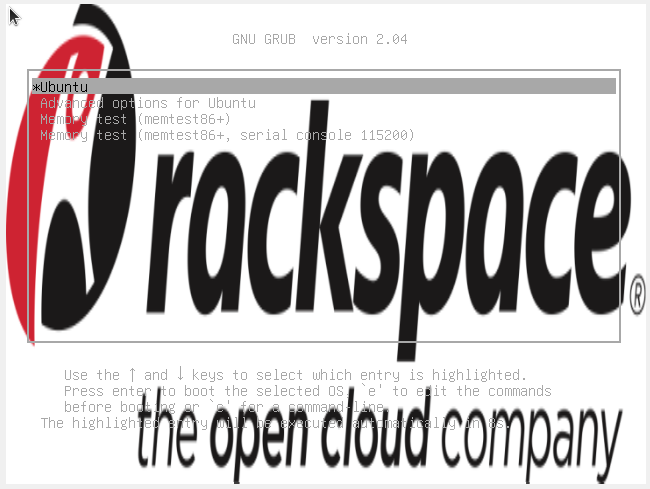 GNU GRUB version 2.04
*Ubuntu
Advanced options for Ubuntu
Memory test (memtest86+)
Memory test (memtest86+, serial console 115200)
rackspace®
Use the ↑ and ↓ keys to select which entry is highlighted.
Press enter to boot the selected OS, `e' to edit the commands
before booting or `c' for a command-line.
The highlighted entry will be executed automatically in 8s.
the open cloud company